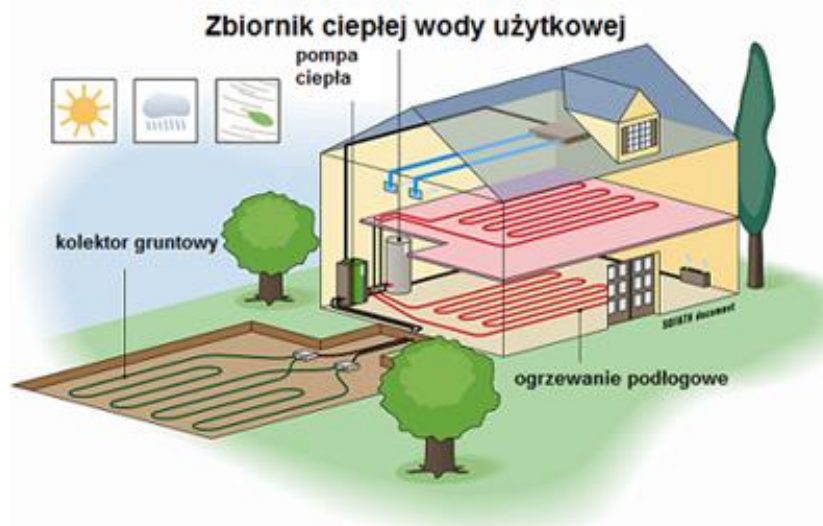 Zbiornik ciepłej wody użytkowej
pompa
ciepła
kolektor gruntowy
ogrzewanie podłogowe